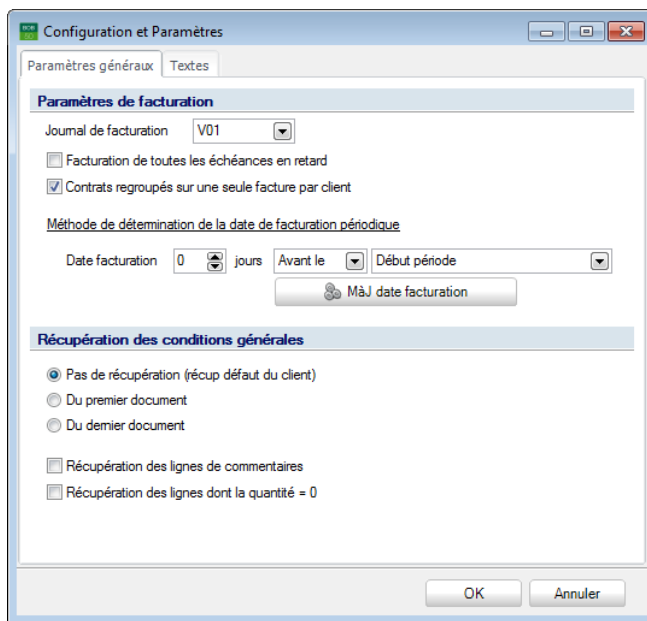 BOB 50 Configuration et Paramètres
Paramètres généraux Textes
Paramètres de facturation
Journal de facturation V01
Facturation de toutes les échéances en retard
Contrats regroupés sur une seule facture par client
Méthode de détermination de la date de facturation périodique
Date facturation 0 jours Avant le Début période
MàJ date facturation
Récupération des conditions générales
Pas de récupération (récup défaut du client)
Du premier document
Du dernier document
Récupération des lignes de commentaires
Récupération des lignes dont la quantité = 0
OK Annuler